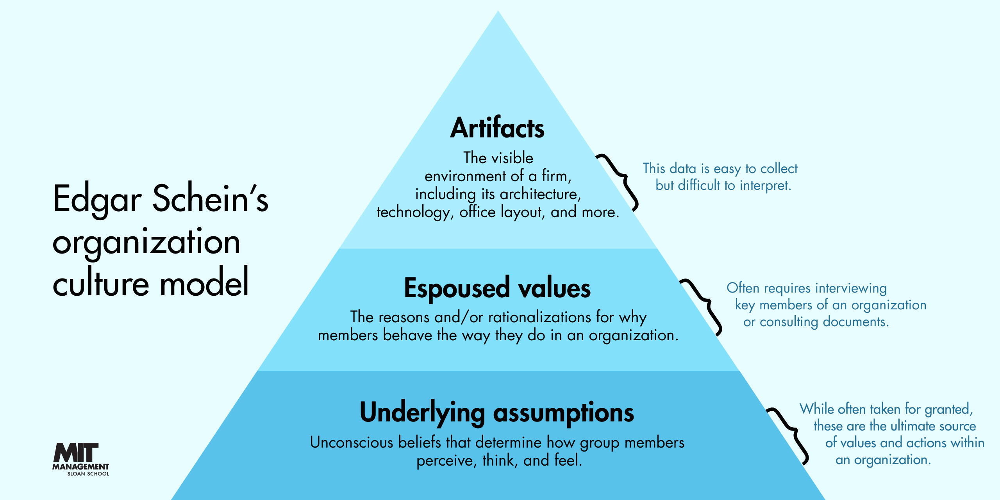 Edgar Schein’s
organization
culture model
Artifacts
The visible
environment of a firm,
including its architecture,
technology, office layout, and more.
This data is easy to collect
but difficult to interpret.
Espoused values
The reasons and/or rationalizations for why
members behave the way they do in an organization.
Often requires interviewing
key members of an organization
or consulting documents.
Underlying assumptions
Unconscious beliefs that determine how group members
perceive, think, and feel.
While often taken for granted,
these are the ultimate source
of values and actions within
an organization.
MIT
MANAGEMENT
SLOAN SCHOOL